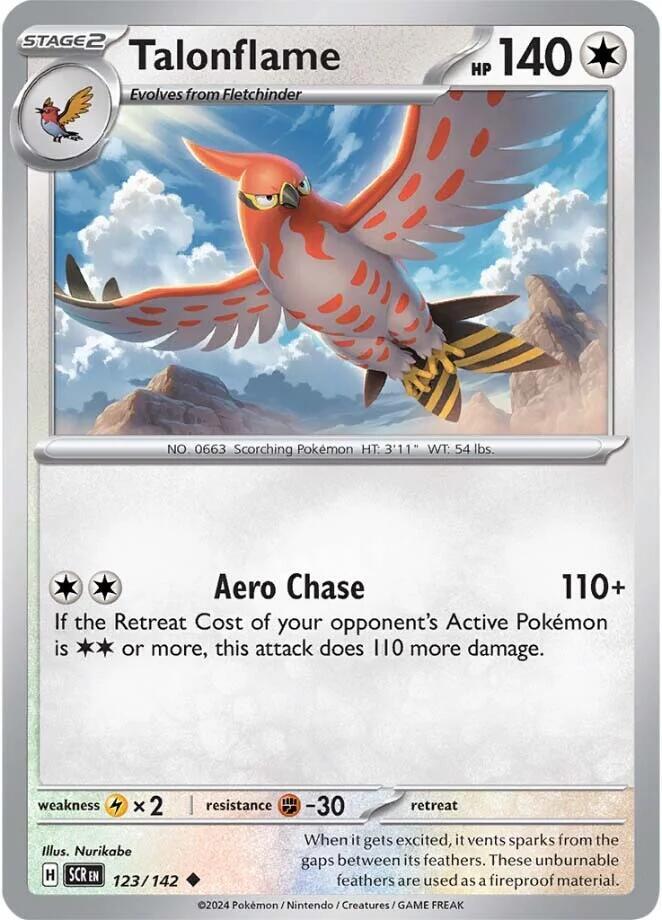 STAGE2
Talonflame
HP 140
Evolves from Fletchinder
NO. 0663 Scorching Pokémon HT: 3'11" WT: 54 lbs.
Aero Chase 110+
If the Retreat Cost of your opponent's Active Pokémon
is ✶✶ or more, this attack does 110 more damage.
weakness ×2 resistance -30 retreat
Illus. Nurikabe
When it gets excited, it vents sparks from the
gaps between its feathers. These unburnable
feathers are used as a fireproof material.
H SCR EN 123/142 ◆
©2024 Pokémon / Nintendo / Creatures / GAME FREAK